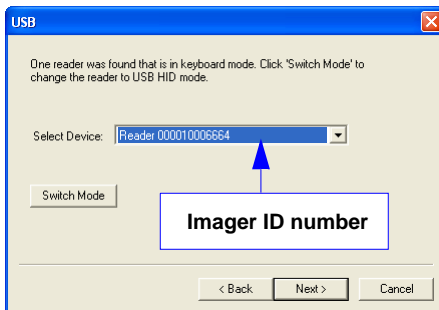 USB
One reader was found that is in keyboard mode. Click 'Switch Mode' to
change the reader to USB HID mode.
Select Device: Reader 000010006664
Switch Mode
Imager ID number
< Back Next > Cancel